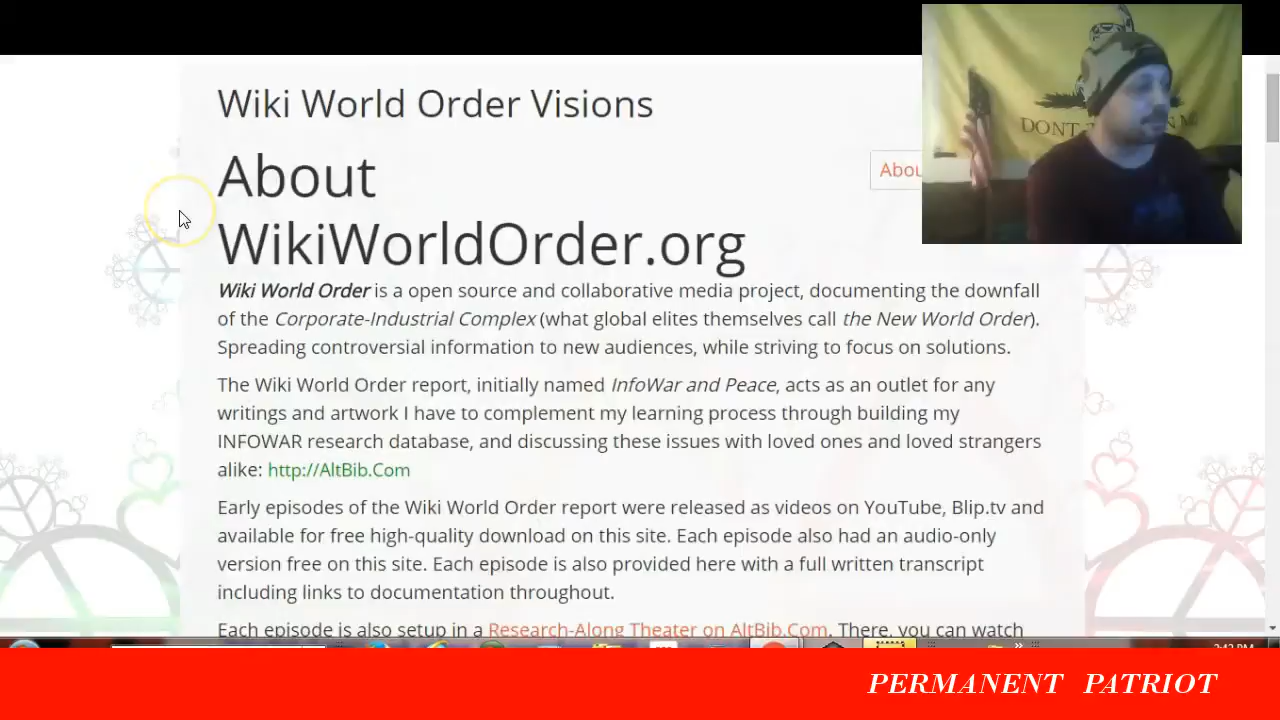 Wiki World Order Visions
About
WikiWorldOrder.org
Abou
DON'T
Wiki World Order is a open source and collaborative media project, documenting the downfall
of the Corporate-Industrial Complex (what global elites themselves call the New World Order).
Spreading controversial information to new audiences, while striving to focus on solutions.
The Wiki World Order report, initially named InfoWar and Peace, acts as an outlet for any
writings and artwork I have to complement my learning process through building my
INFOWAR research database, and discussing these issues with loved ones and loved strangers
alike: http://AltBib.Com
Early episodes of the Wiki World Order report were released as videos on YouTube, Blip.tv and
available for free high-quality download on this site. Each episode also had an audio-only
version free on this site. Each episode is also provided here with a full written transcript
including links to documentation throughout.
Each episode is also setup in a Research-Along Theater on AltBib.Com. There, you can watch
PERMANENT PATRIOT